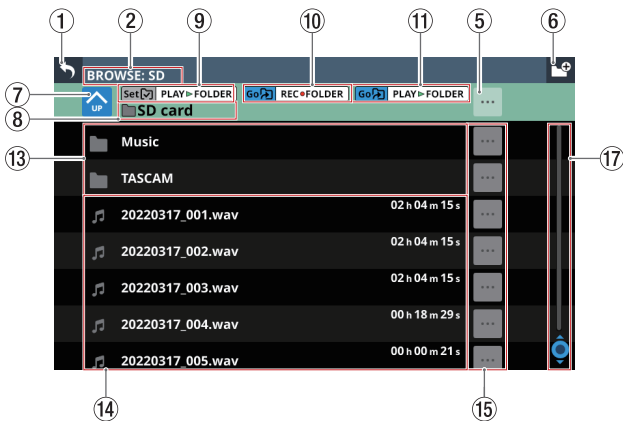 1 2 9 10 11 5 6
BROWSE: SD
7 UP Set PLAY FOLDER Go REC FOLDER Go PLAY FOLDER ...
8 SD card
13 Music ... 17
TASCAM ...
20220317_001.wav 02 h 04 m 15 s ...
20220317_002.wav 02 h 04 m 15 s ...
20220317_003.wav 02 h 04 m 15 s ...
20220317_004.wav 00 h 18 m 29 s ...
20220317_005.wav 00 h 00 m 21 s ...
14 15